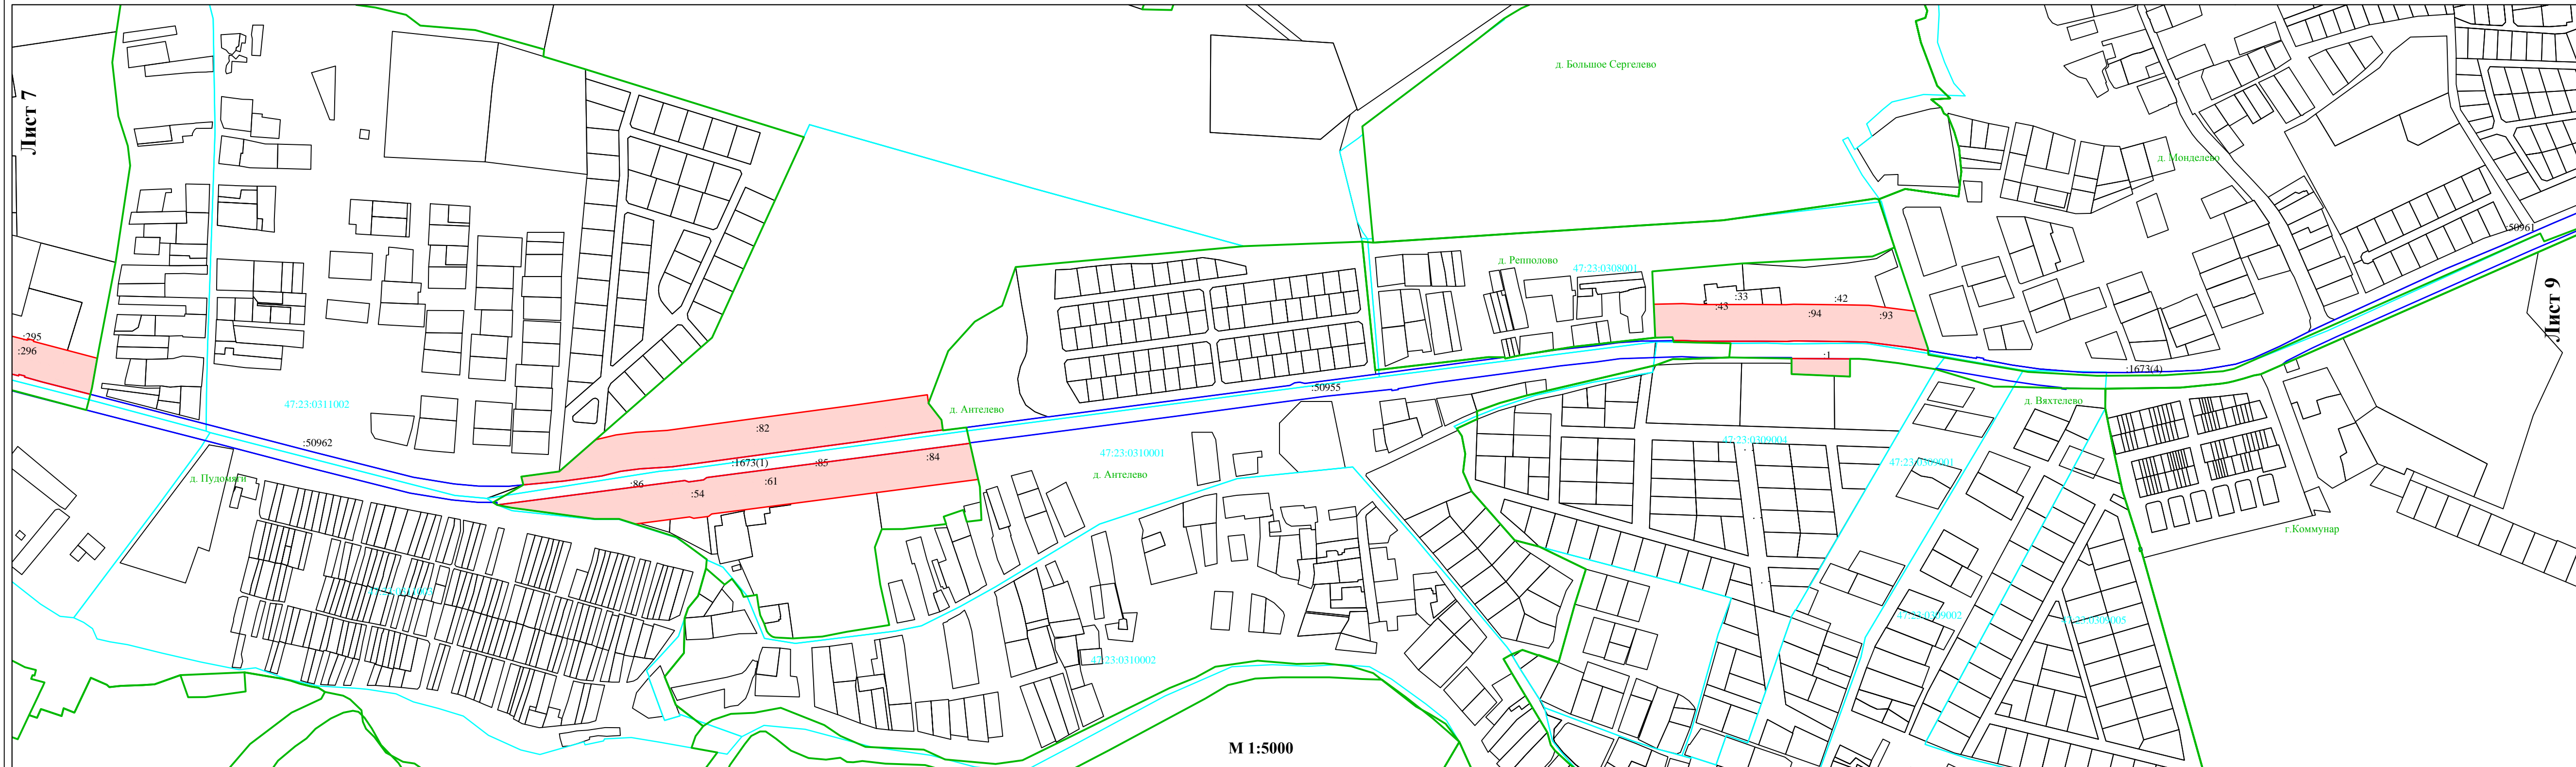 Лист 7
д. Большое Сергелево
д. Монделево
:50961
д. Репполово
47:23:0308001
:33
:42
:43
:94
:93
Лист 9
:295
:296
:1
:1673(4)
:50955
47:23:0311002
д. Антелево
д. Вяхтелево
:82
:50962
47:23:0309004
:1673(1)
:85
:84
47:23:0310001
47:23:0309001
д. Пудомяги
:86
:54
:61
д. Антелево
г.Коммунар
47:23:0309002
47:23:0309005
47:23:0310002
М 1:5000